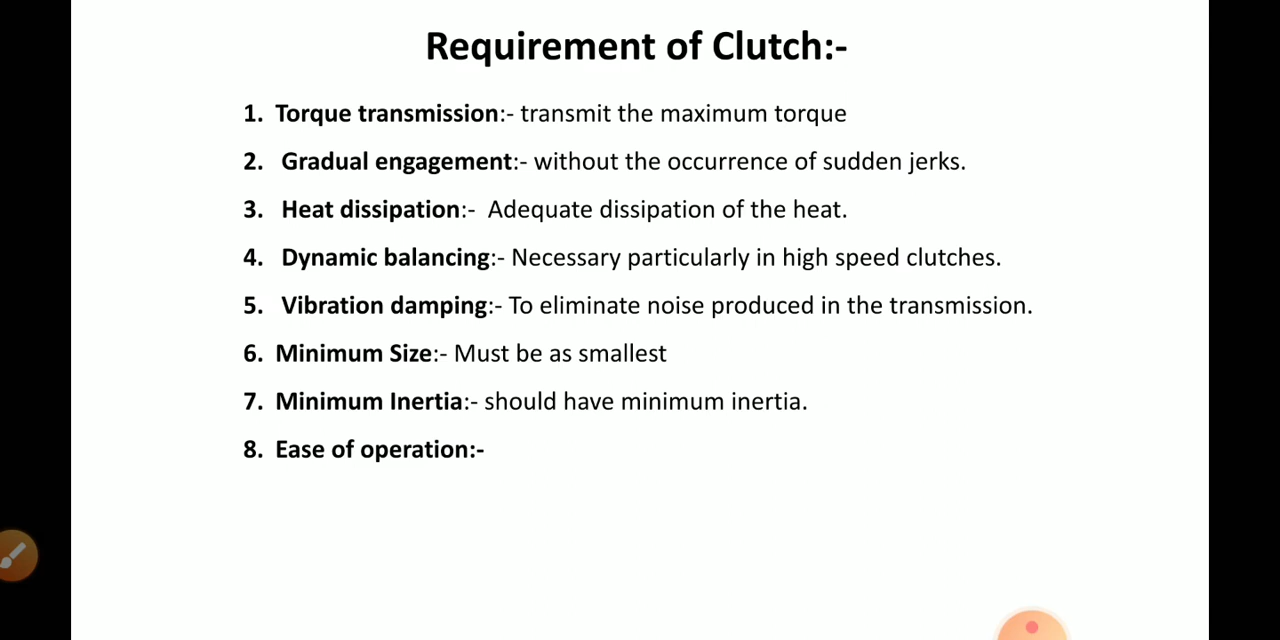 Requirement of Clutch:-
1. Torque transmission:- transmit the maximum torque
2. Gradual engagement:- without the occurrence of sudden jerks.
3. Heat dissipation:- Adequate dissipation of the heat.
4. Dynamic balancing:- Necessary particularly in high speed clutches.
5. Vibration damping:- To eliminate noise produced in the transmission.
6. Minimum Size:- Must be as smallest
7. Minimum Inertia:- should have minimum inertia.
8. Ease of operation:-